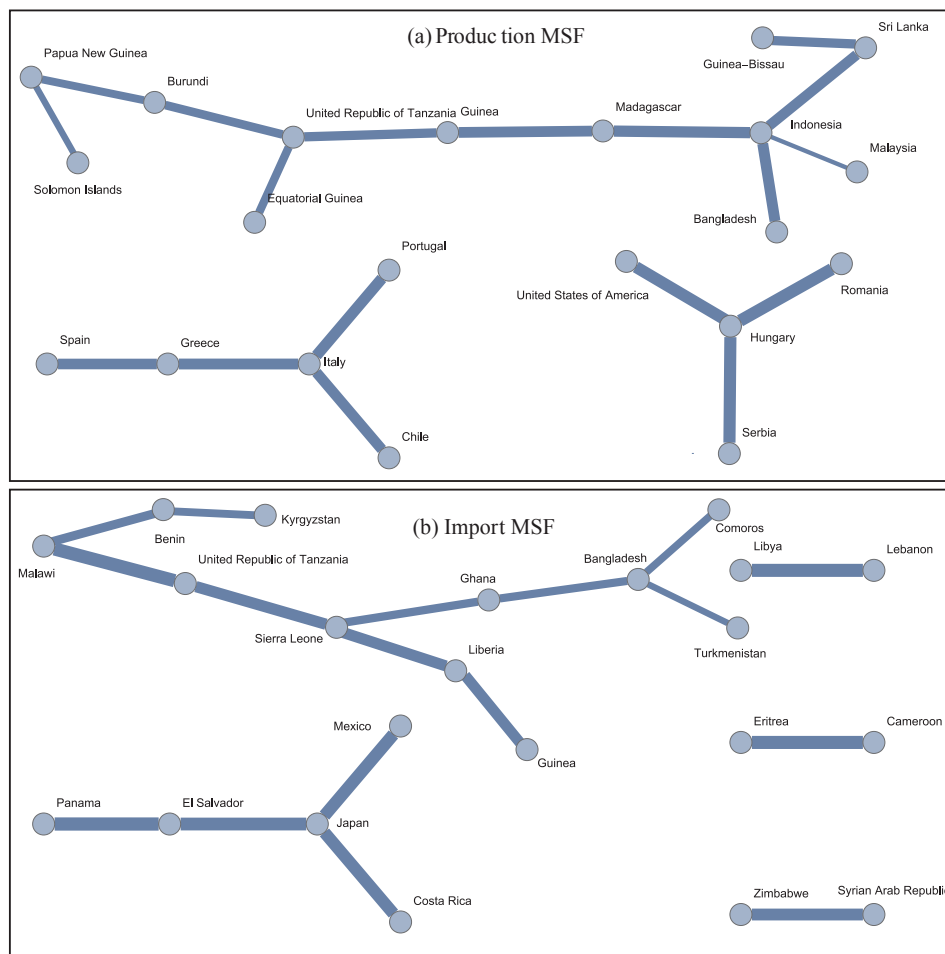 (a) Production MSF
Sri Lanka
Papua New Guinea
Guinea–Bissau
Burundi
United Republic of Tanzania
Guinea
Madagascar
Indonesia
Malaysia
Solomon Islands
Equatorial Guinea
Bangladesh
Portugal
United States of America
Romania
Spain
Greece
Italy
Hungary
Chile
Serbia
(b) Import MSF
Kyrgyzstan
Benin
Comoros
Malawi
United Republic of Tanzania
Ghana
Bangladesh
Libya
Lebanon
Sierra Leone
Liberia
Turkmenistan
Mexico
Guinea
Eritrea
Cameroon
Panama
El Salvador
Japan
Costa Rica
Zimbabwe
Syrian Arab Republic